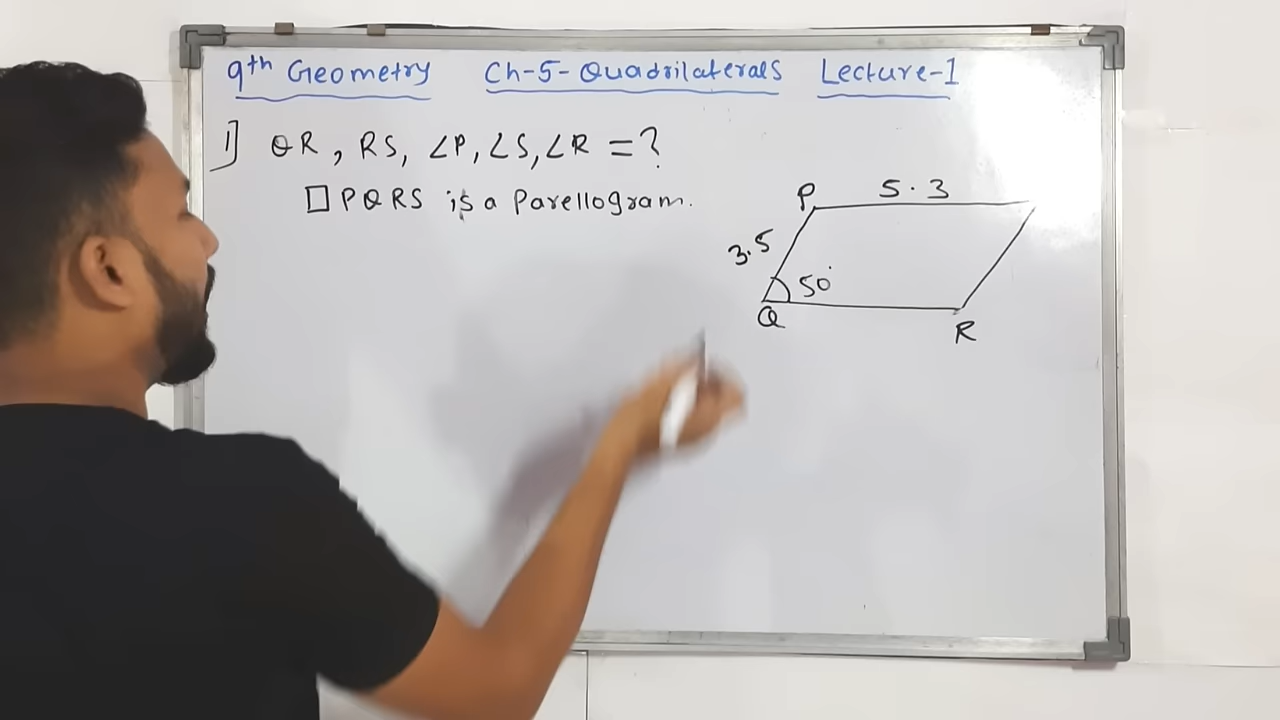 9th Geometry Ch-5-Quadrilaterals Lecture-1
1] QR, RS, ∠P, ∠S, ∠R = ?
□ PQRS is a Parellogram.
P 5.3
3.5
50°
Q R